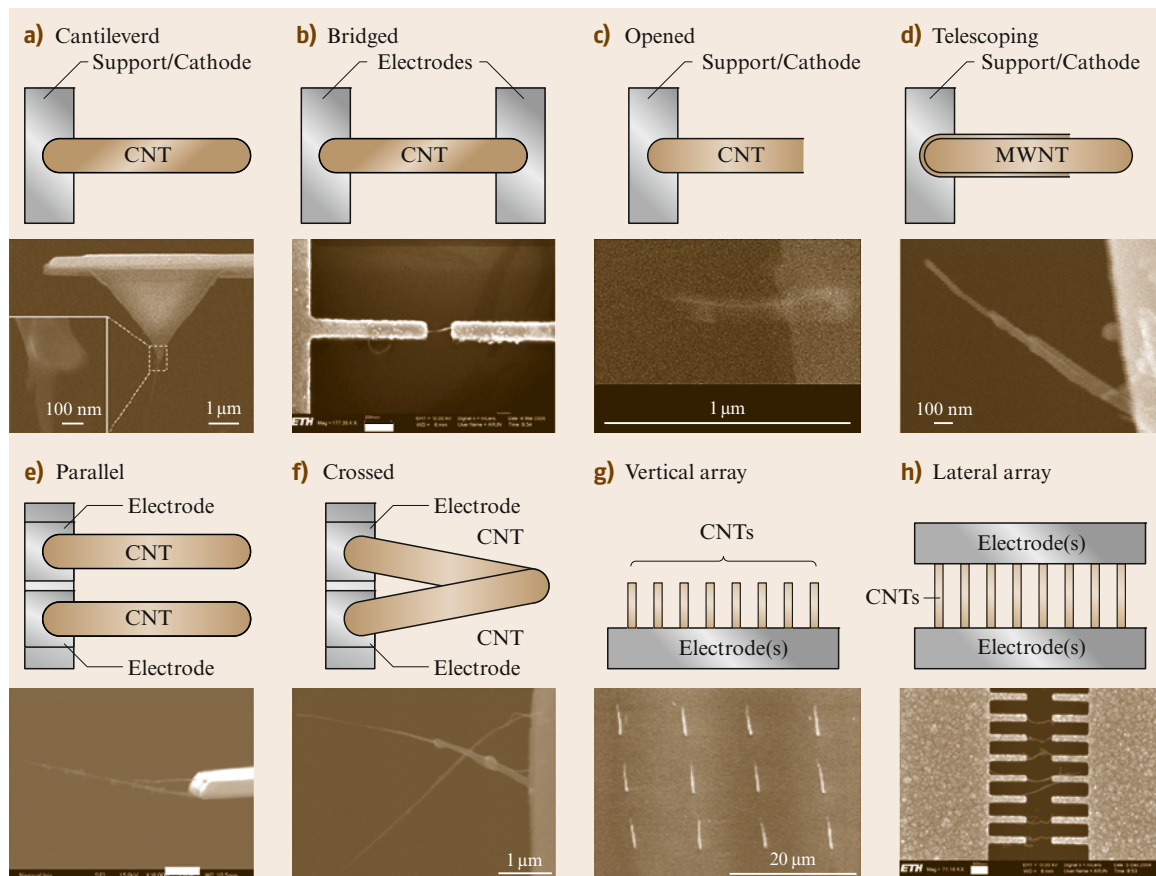 a) Cantileverd
Support/Cathode
CNT
100 nm
1 µm
b) Bridged
Electrodes
CNT
ETH
c) Opened
Support/Cathode
CNT
1 µm
d) Telescoping
Support/Cathode
MWNT
100 nm
e) Parallel
Electrode
CNT
CNT
Electrode
f) Crossed
Electrode
CNT
CNT
Electrode
1 µm
g) Vertical array
CNTs
Electrode(s)
20 µm
h) Lateral array
Electrode(s)
CNTs
Electrode(s)
ETH